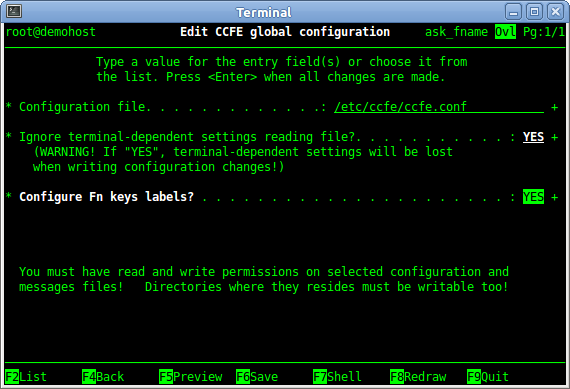 Terminal
root@demohost Edit CCFE global configuration ask_fname Ovl Pg:1/1
Type a value for the entry field(s) or choose it from
the list. Press <Enter> when all changes are made.
* Configuration file. . . . . . . . . . . . .: /etc/ccfe/ccfe.conf +
* Ignore terminal-dependent settings reading file?. . . . . . . . . . . : YES +
(WARNING! If "YES", terminal-dependent settings will be lost
when writing configuration changes!)
* Configure Fn keys labels? . . . . . . . . . . . . . . . . . . . . . . : YES +
You must have read and write permissions on selected configuration and
messages files! Directories where they resides must be writable too!
F2List F4Back F5Preview F6Save F7Shell F8Redraw F9Quit